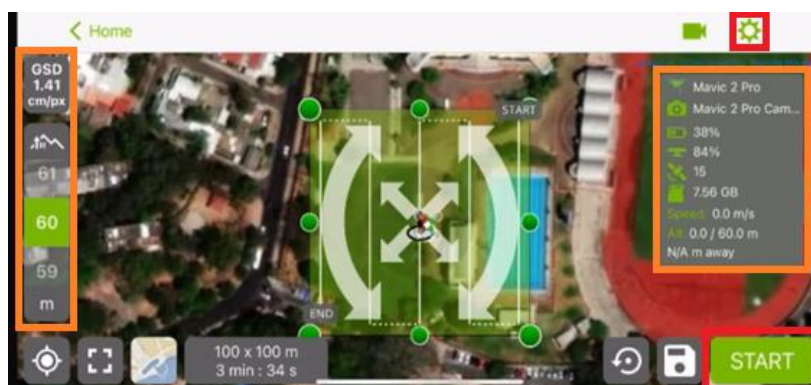 Home
GSD
1.41
cm/px
61
60
59
m
START
END
Mavic 2 Pro
Mavic 2 Pro Cam...
38%
84%
15
7.56 GB
Speed: 0.0 m/s
Alt: 0.0 / 60.0 m
N/A m away
100 x 100 m
3 min : 34 s
START